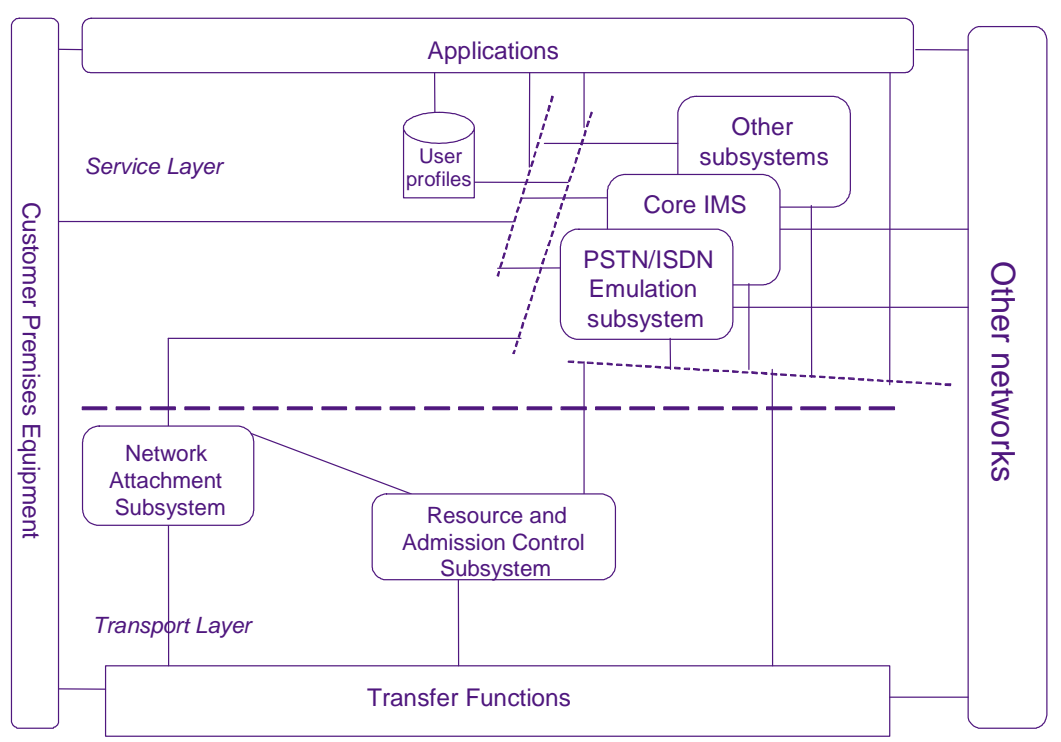 Applications
Other
subsystems
User
profiles
Service Layer
Core IMS
PSTN/ISDN
Emulation
subsystem
Customer Premises Equipment
Other networks
Network
Attachment
Subsystem
Resource and
Admission Control
Subsystem
Transport Layer
Transfer Functions